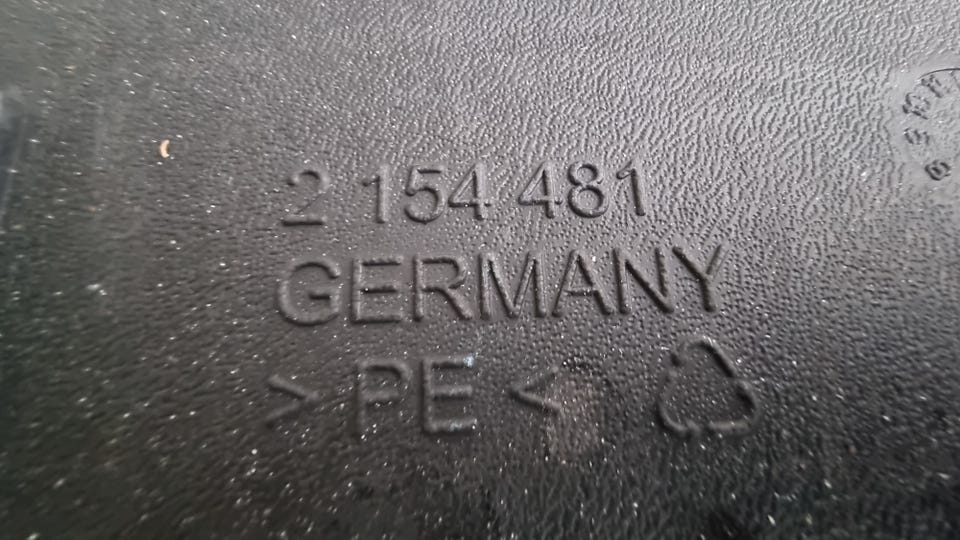 2 154 481
GERMANY
>PE<